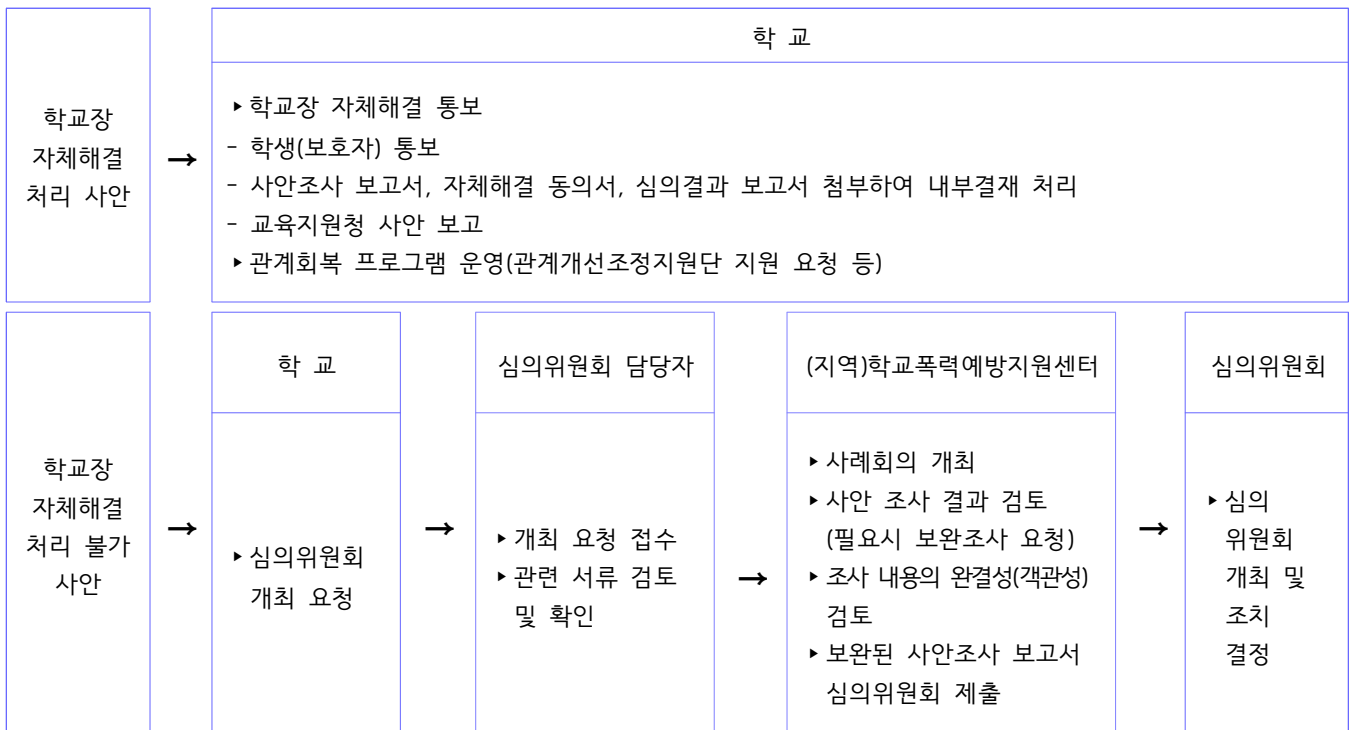 학교장
자체해결
처리 사안
→
학 교
▸학교장 자체해결 통보
- 학생(보호자) 통보
- 사안조사 보고서, 자체해결 동의서, 심의결과 보고서 첨부하여 내부결재 처리
- 교육지원청 사안 보고
▸관계회복 프로그램 운영(관계개선조정지원단 지원 요청 등)
학교장
자체해결
처리 불가
사안
→
학 교
▸심의위원회
개최 요청
→
심의위원회 담당자
▸개최 요청 접수
▸관련 서류 검토
및 확인
→
(지역)학교폭력예방지원센터
▸사례회의 개최
▸사안 조사 결과 검토
(필요시 보완조사 요청)
▸조사 내용의 완결성(객관성)
검토
▸보완된 사안조사 보고서
심의위원회 제출
→
심의위원회
▸심의
위원회
개최 및
조치
결정